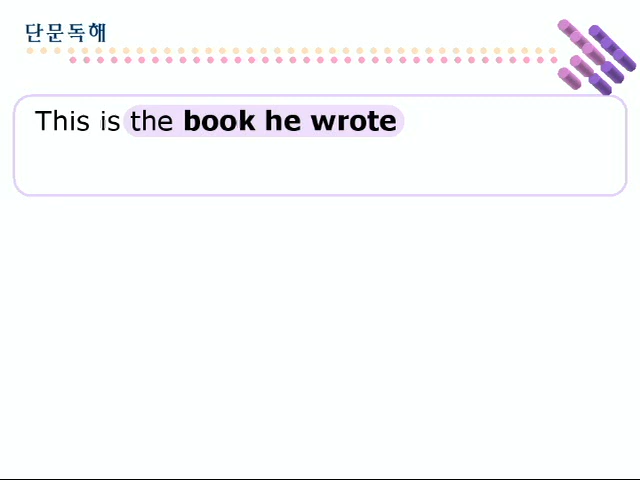 단문독해
This is the book he wrote